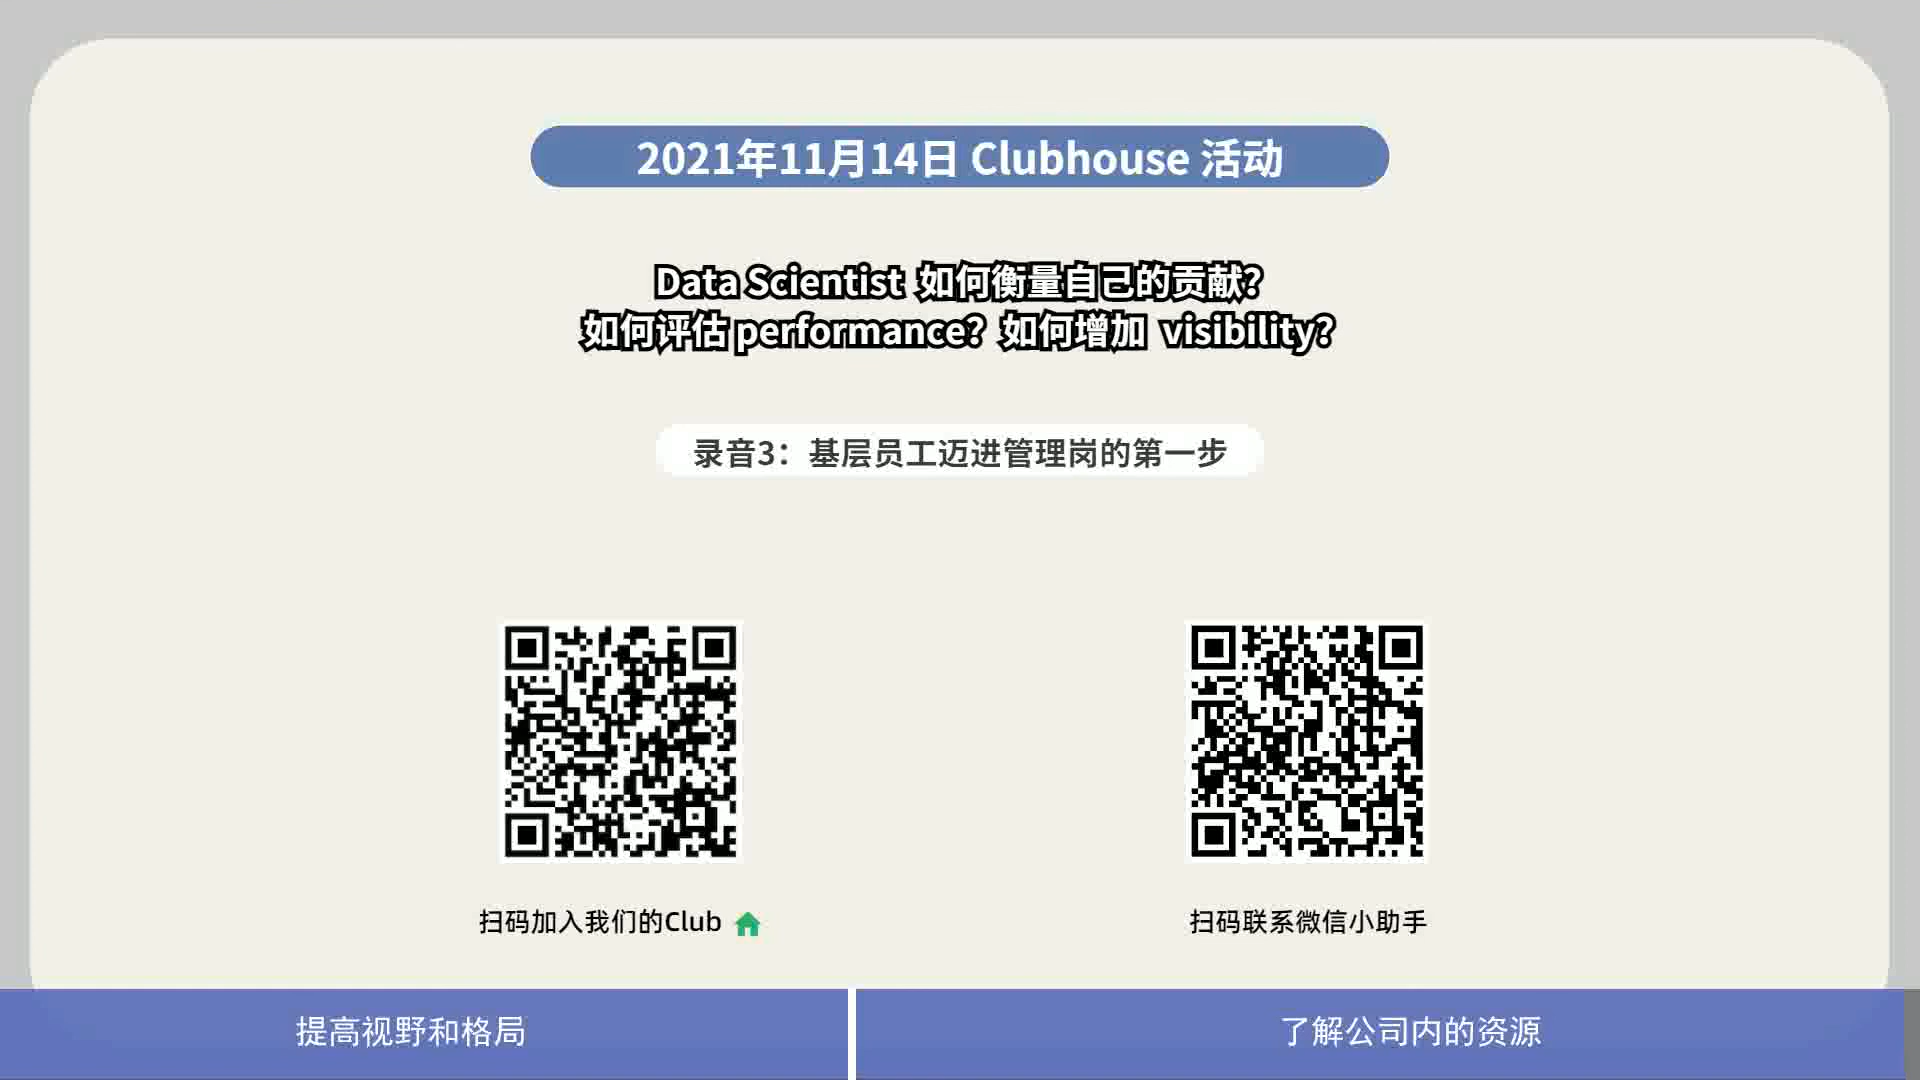 2021年11月14日 Clubhouse 活动
Data Scientist 如何衡量自己的贡献？
如何评估 performance？如何增加 visibility？
录音3：基层员工迈进管理岗的第一步
扫码加入我们的Club
扫码联系微信小助手
提高视野和格局
了解公司内的资源